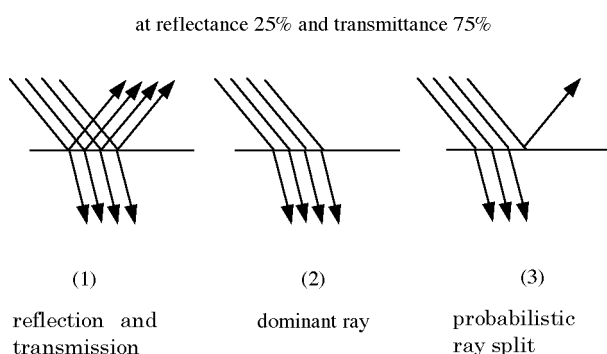 at reflectance 25% and transmittance 75%
(1)
(2)
(3)
reflection and
transmission
dominant ray
probabilistic
ray split